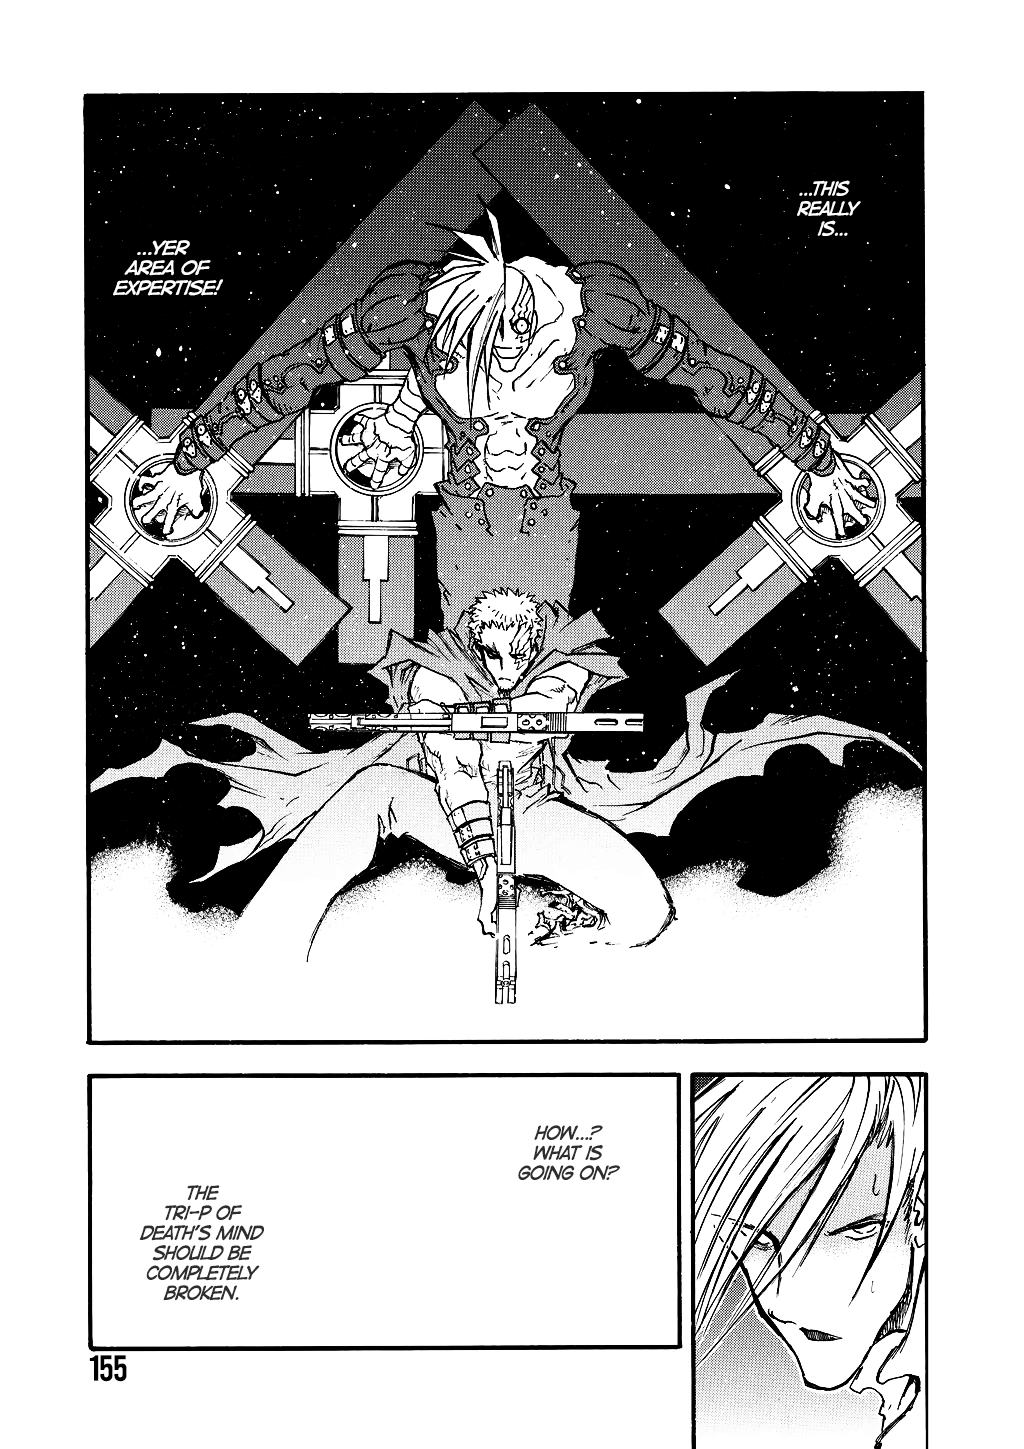 ...THIS
REALLY
IS...
...YER
AREA OF
EXPERTISE!
HOW...?
WHAT IS
GOING ON?
THE
TRI-P OF
DEATH'S MIND
SHOULD BE
COMPLETELY
BROKEN.
155